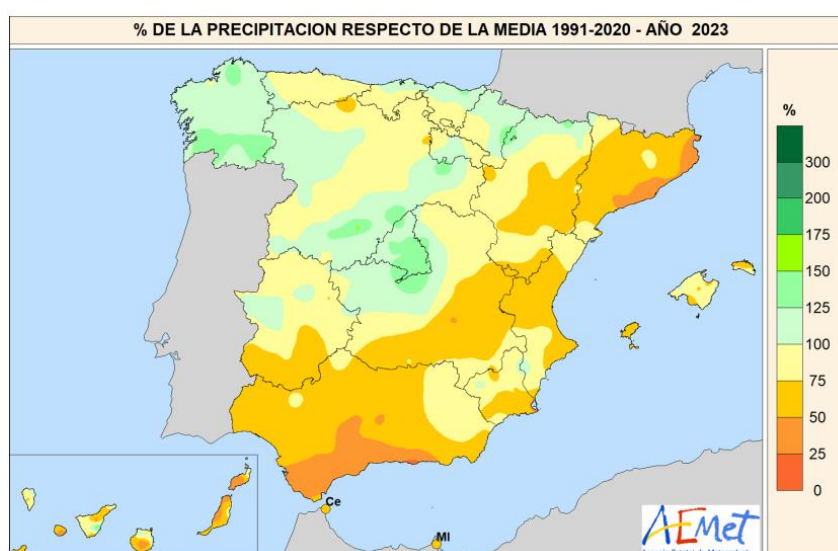 % DE LA PRECIPITACION RESPECTO DE LA MEDIA 1991-2020 - AÑO 2023
%
300
200
175
150
125
100
75
50
25
0
Ce
Ml
AEMet